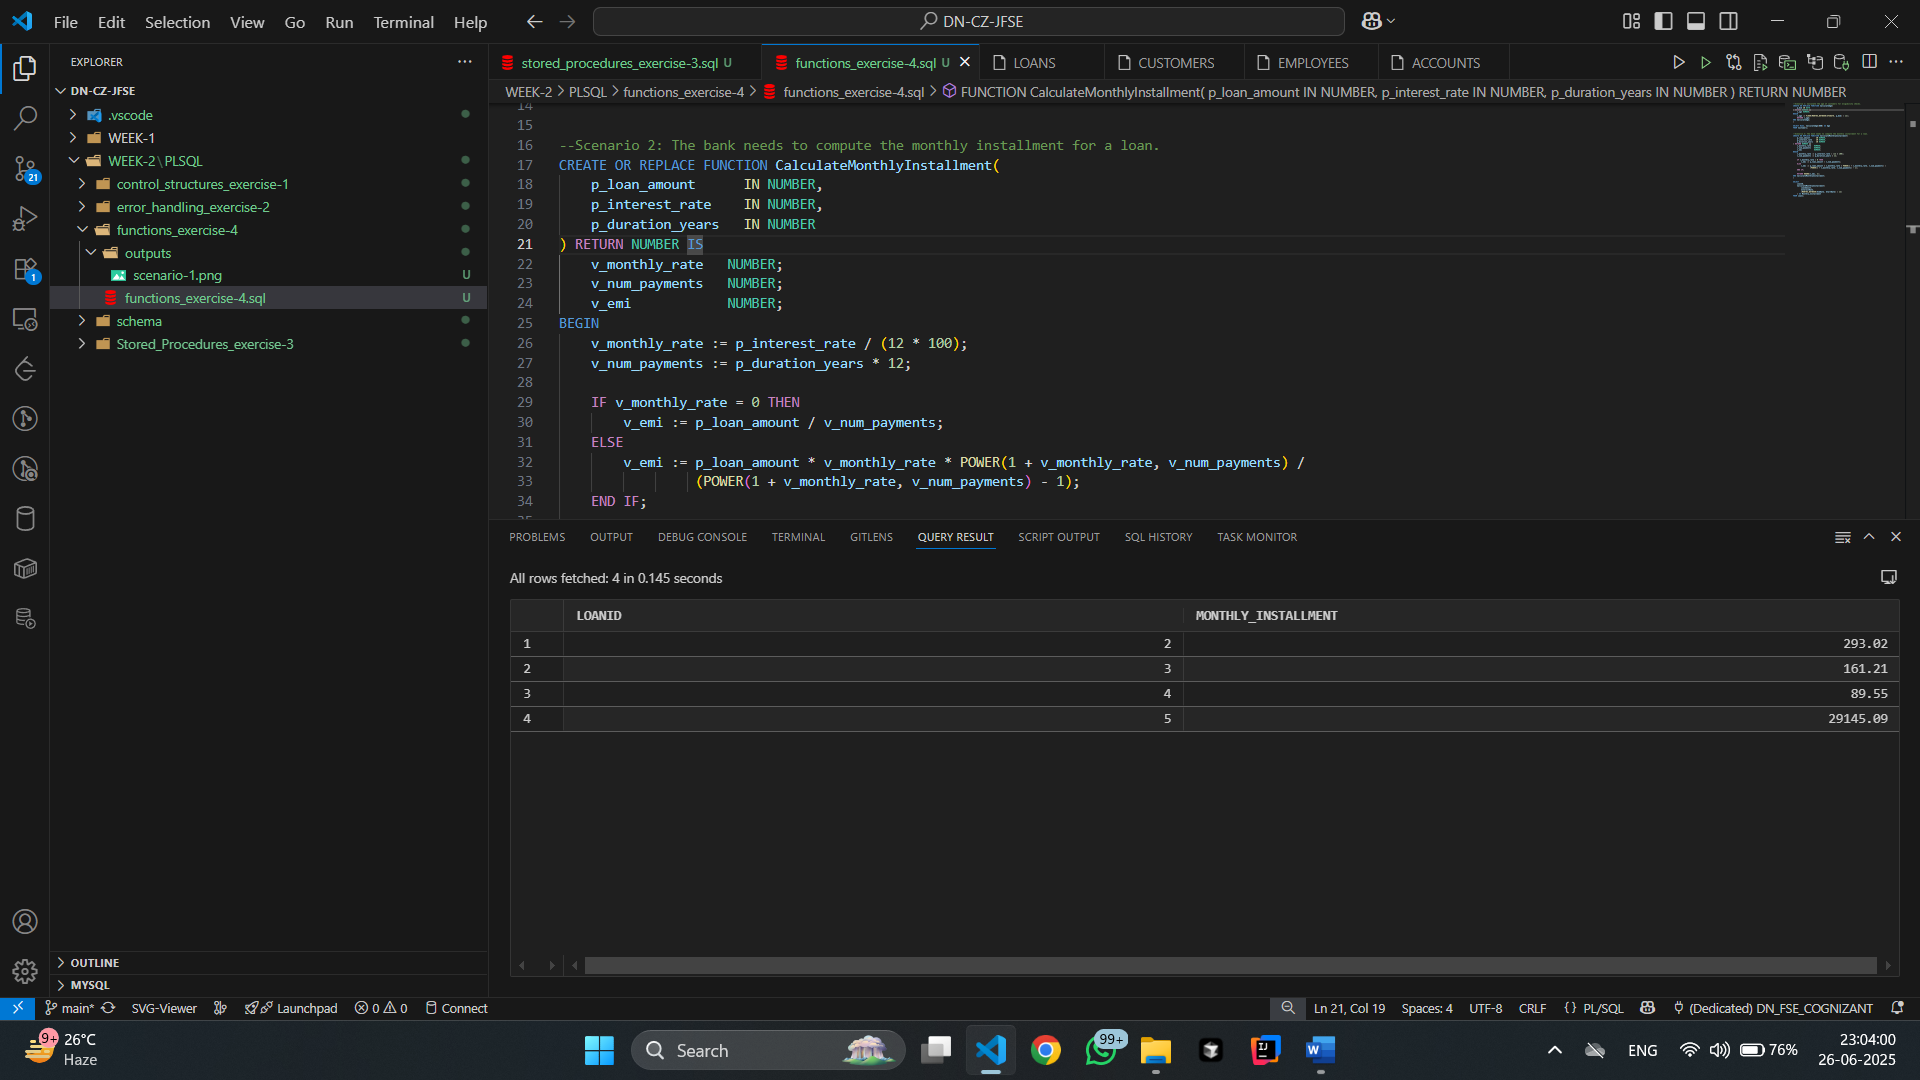 File Edit Selection View Go Run Terminal Help
DN-CZ-JFSE
EXPLORER
DN-CZ-JFSE
.vscode
WEEK-1
WEEK-2\PLSQL
control_structures_exercise-1
error_handling_exercise-2
functions_exercise-4
outputs
scenario-1.png U
functions_exercise-4.sql U
schema
Stored_Procedures_exercise-3
OUTLINE
MYSQL
21
1
stored_procedures_exercise-3.sql U functions_exercise-4.sql U LOANS CUSTOMERS EMPLOYEES ACCOUNTS
WEEK-2 > PLSQL > functions_exercise-4 > functions_exercise-4.sql > FUNCTION CalculateMonthlyInstallment( p_loan_amount IN NUMBER, p_interest_rate IN NUMBER, p_duration_years IN NUMBER ) RETURN NUMBER
14
15
16 --Scenario 2: The bank needs to compute the monthly installment for a loan.
17 CREATE OR REPLACE FUNCTION CalculateMonthlyInstallment(
18 p_loan_amount IN NUMBER,
19 p_interest_rate IN NUMBER,
20 p_duration_years IN NUMBER
21 ) RETURN NUMBER IS
22 v_monthly_rate NUMBER;
23 v_num_payments NUMBER;
24 v_emi NUMBER;
25 BEGIN
26 v_monthly_rate := p_interest_rate / (12 * 100);
27 v_num_payments := p_duration_years * 12;
28
29 IF v_monthly_rate = 0 THEN
30 v_emi := p_loan_amount / v_num_payments;
31 ELSE
32 v_emi := p_loan_amount * v_monthly_rate * POWER(1 + v_monthly_rate, v_num_payments) /
33 (POWER(1 + v_monthly_rate, v_num_payments) - 1);
34 END IF;
PROBLEMS OUTPUT DEBUG CONSOLE TERMINAL GITLENS QUERY RESULT SCRIPT OUTPUT SQL HISTORY TASK MONITOR
All rows fetched: 4 in 0.145 seconds
LOANID MONTHLY_INSTALLMENT
1 2 293.02
2 3 161.21
3 4 89.55
4 5 29145.09
main* SVG-Viewer Launchpad 0 0 Connect Ln 21, Col 19 Spaces: 4 UTF-8 CRLF {} PL/SQL (Dedicated) DN_FSE_COGNIZANT
9+ 26°C
Haze
Search
99+
ENG
76%
23:04:00
26-06-2025